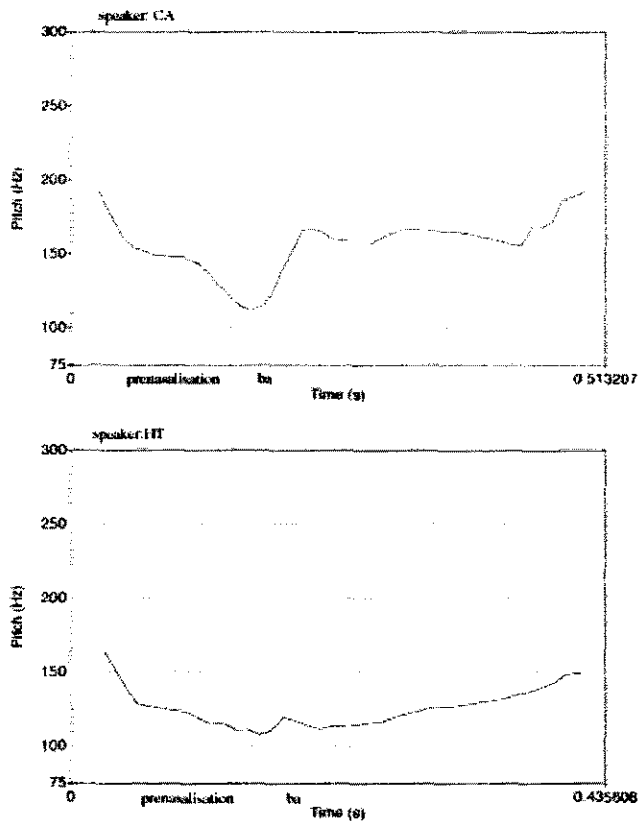 speaker: CA
300
250
200
150
100
75
Pitch (Hz)
0 prenasalisation ba 0.513207
Time (s)
speaker:HT
300
250
200
150
100
75
Pitch (Hz)
0 prenasalisation ba 0.435608
Time (s)